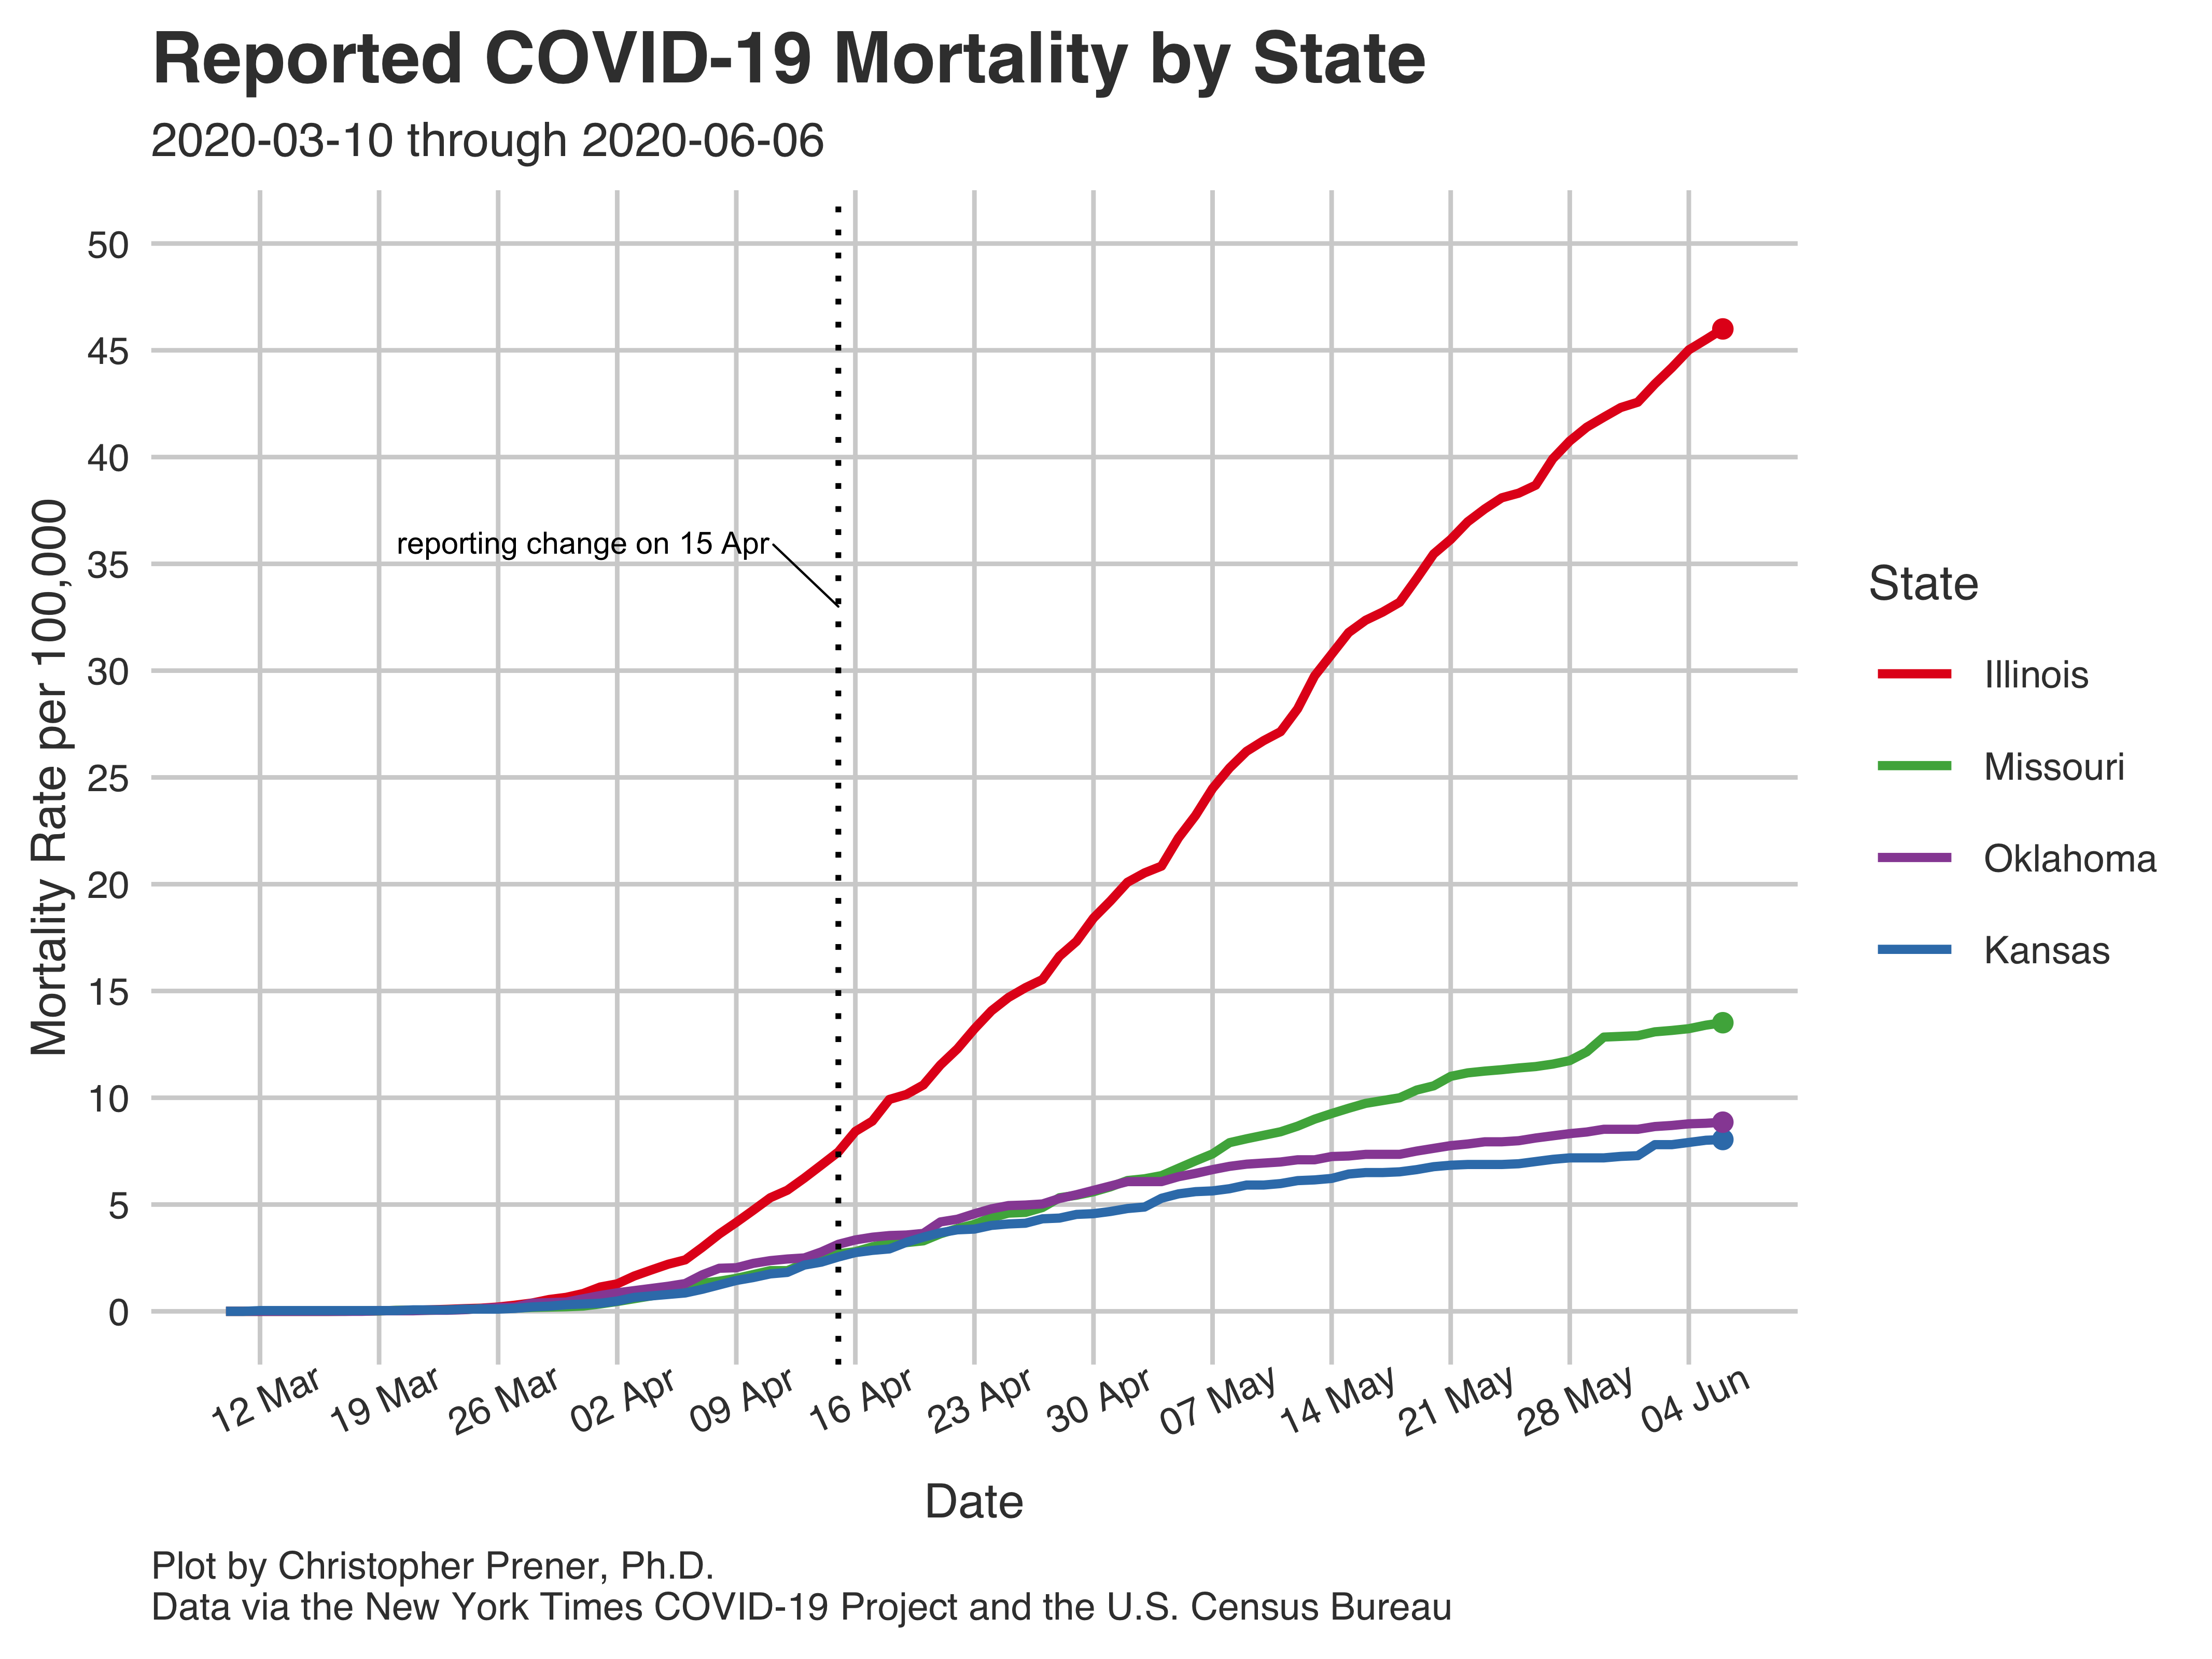 Reported COVID-19 Mortality by State
2020-03-10 through 2020-06-06
Mortality Rate per 100,000
50
45
40
35
30
25
20
15
10
5
0
reporting change on 15 Apr
12 Mar
19 Mar
26 Mar
02 Apr
09 Apr
16 Apr
23 Apr
30 Apr
07 May
14 May
21 May
28 May
04 Jun
Date
State
Illinois
Missouri
Oklahoma
Kansas
Plot by Christopher Prener, Ph.D.
Data via the New York Times COVID-19 Project and the U.S. Census Bureau